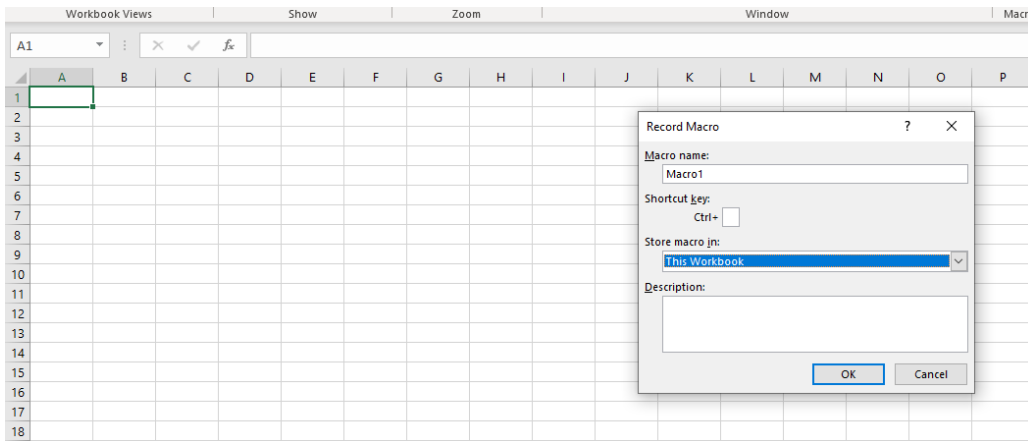 Workbook Views Show Zoom Window Macr
A1 fx
A B C D E F G H I J K L M N O P
1
2
3
4
5
6
7
8
9
10
11
12
13
14
15
16
17
18
Record Macro ?
Macro name:
Macro1
Shortcut key:
Ctrl+
Store macro in:
This Workbook
Description:
OK Cancel